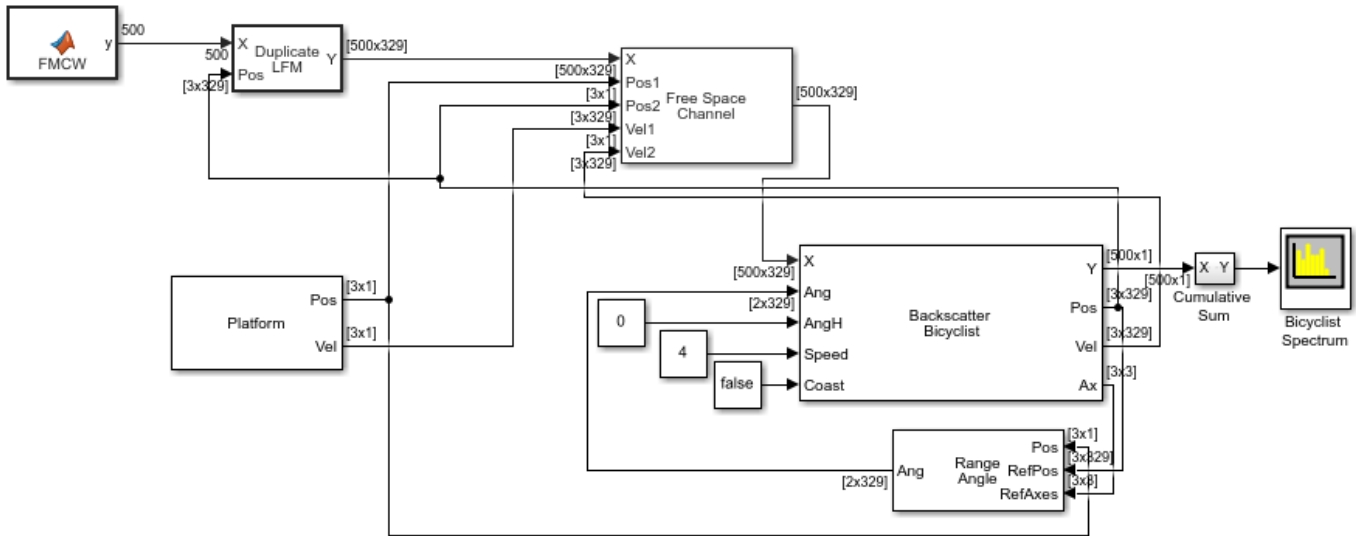 500
y
FMCW
500
X
Duplicate
LFM
Y
Pos
[3x329]
[500x329]
[500x329]
X
[3x1]
Pos1
[3x329]
Pos2
[3x1]
Vel1
[3x329]
Vel2
Free Space
Channel
[500x329]
Platform
Pos
[3x1]
Vel
[3x1]
[500x329]
X
[2x329]
Ang
0
AngH
4
Speed
false
Coast
Backscatter
Bicyclist
Y
[500x1]
Pos
[3x329]
Vel
[3x329]
Ax
[3x3]
[500x1]
X Y
Cumulative
Sum
Bicyclist
Spectrum
[2x329]
Ang
Range
Angle
Pos
[3x1]
RefPos
[3x329]
RefAxes
[3x3]